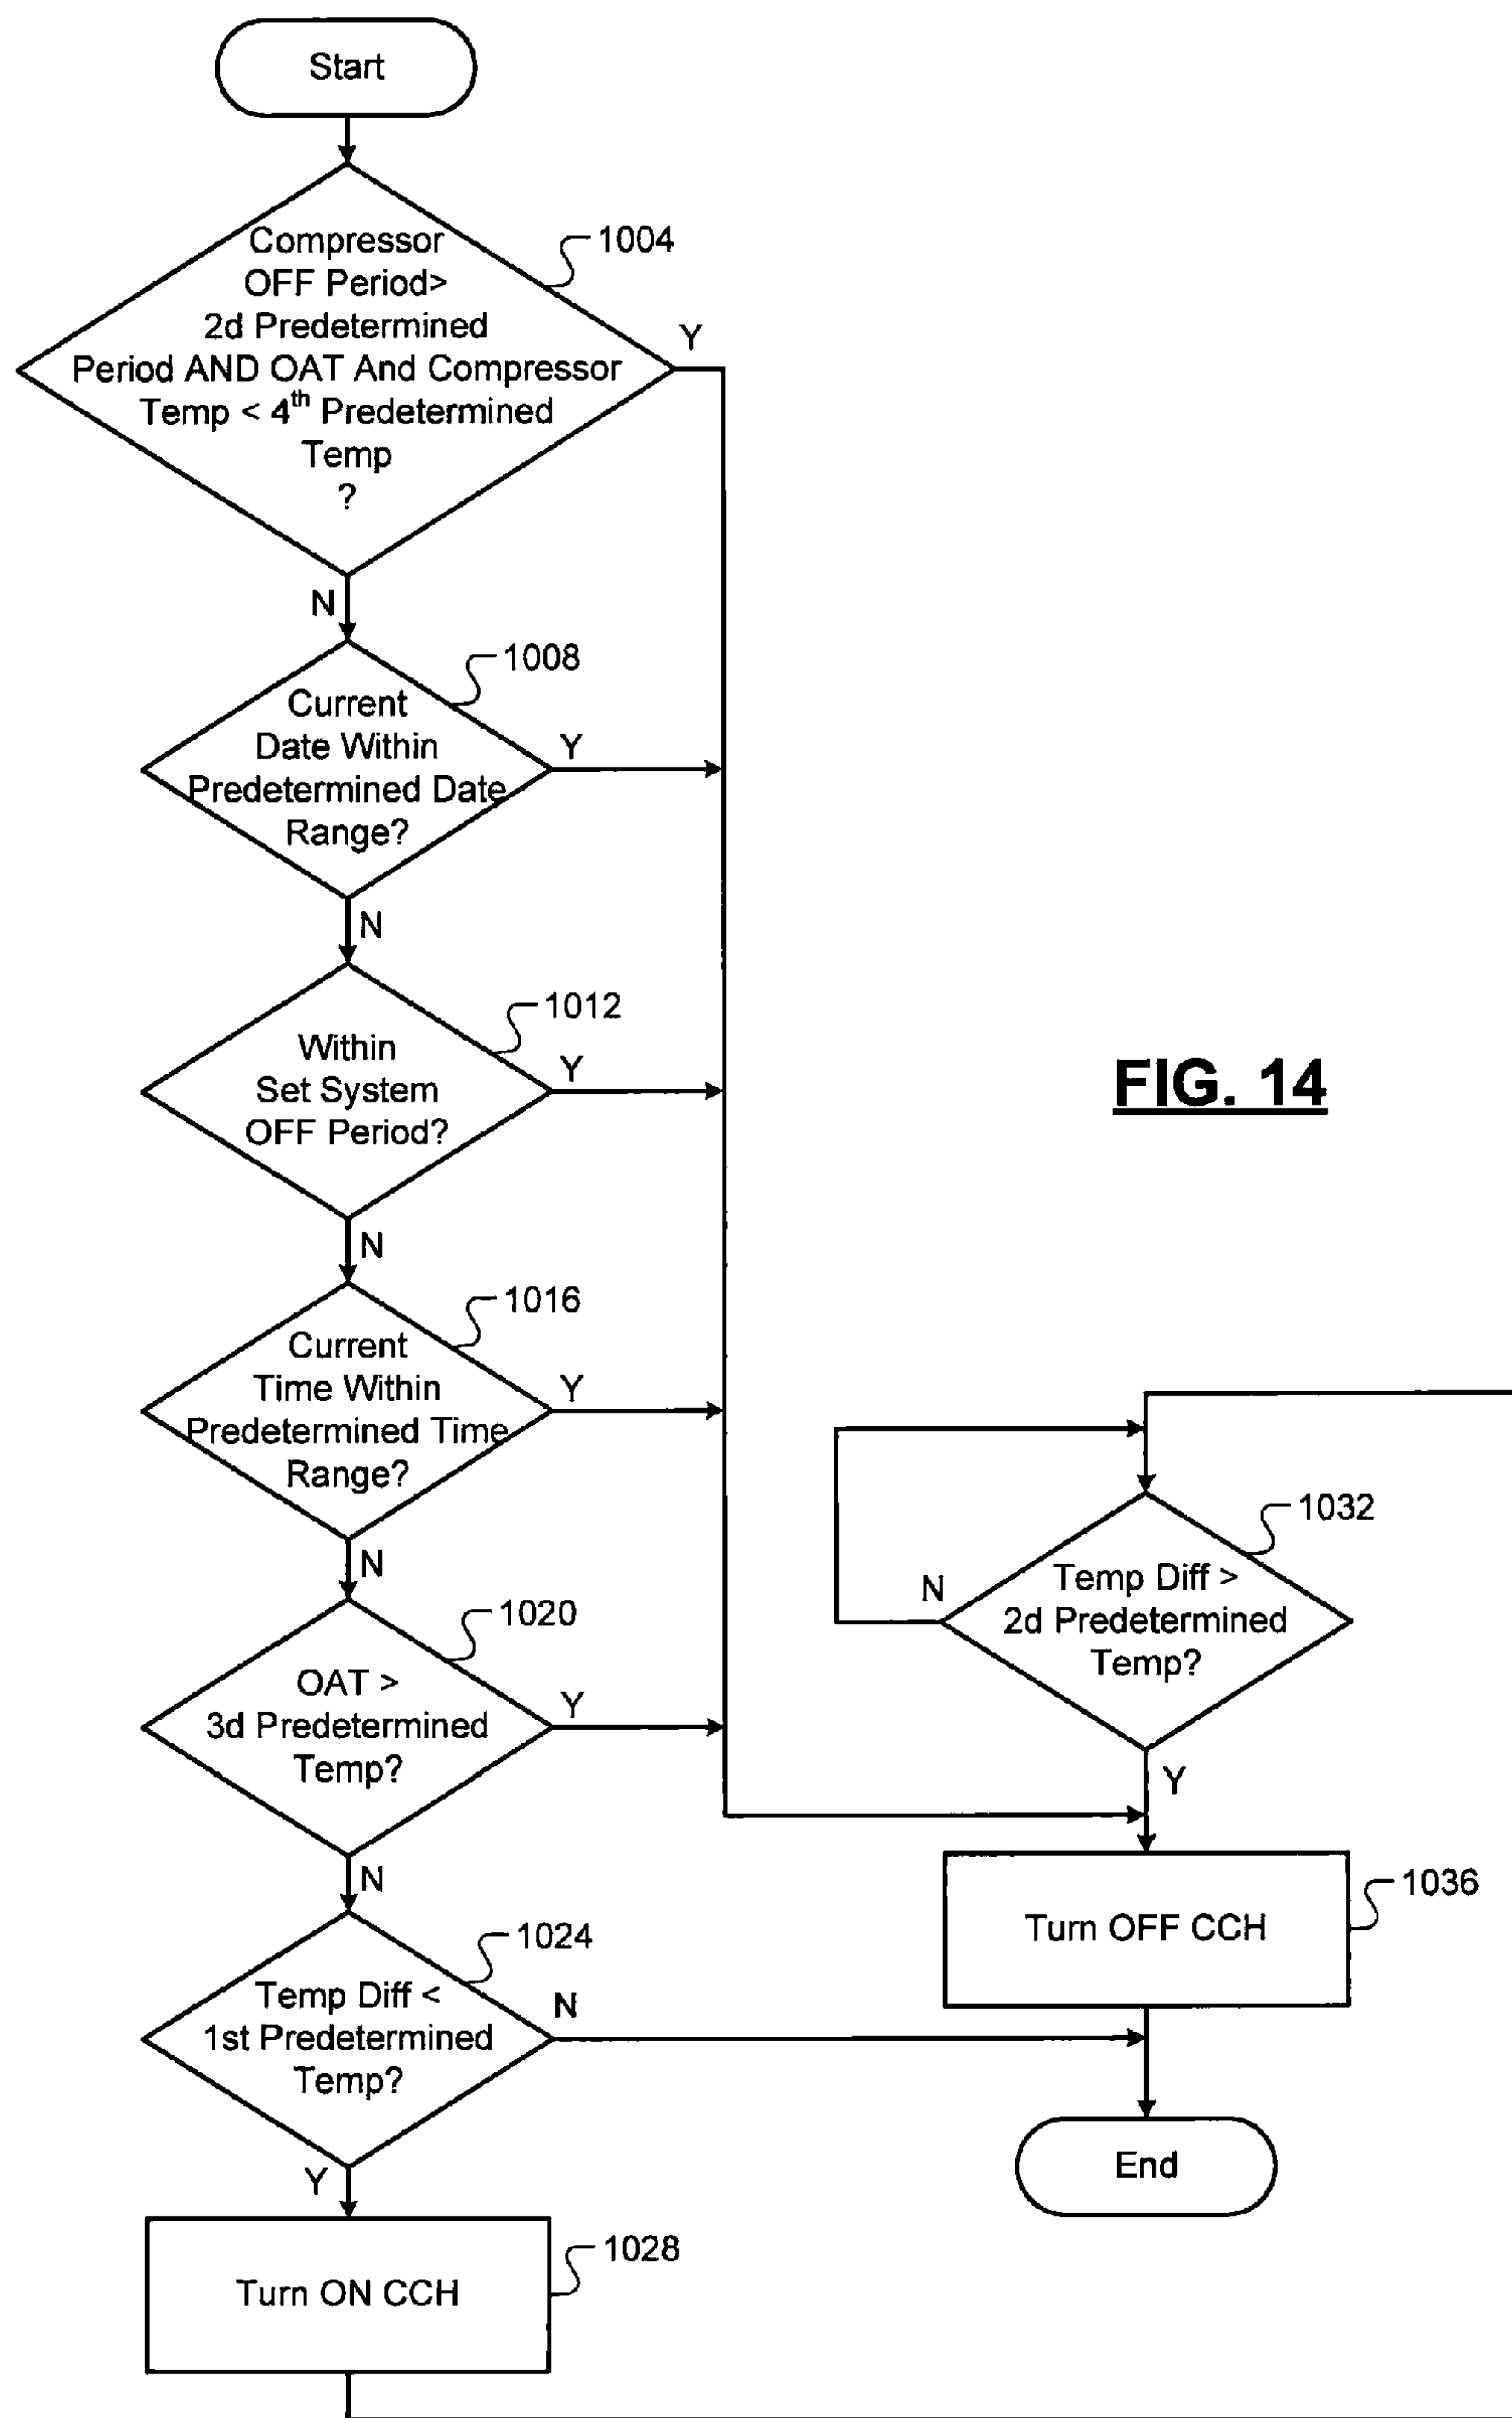 Start
Compressor
OFF Period>
2d Predetermined
Period AND OAT And Compressor
Temp < 4th Predetermined
Temp
?
1004
Y
N
Current
Date Within
Predetermined Date
Range?
1008
Y
N
Within
Set System
OFF Period?
1012
Y
N
Current
Time Within
Predetermined Time
Range?
1016
Y
N
OAT >
3d Predetermined
Temp?
1020
Y
N
Temp Diff <
1st Predetermined
Temp?
1024
N
Y
Turn ON CCH
1028
FIG. 14
Temp Diff >
2d Predetermined
Temp?
1032
N
Y
Turn OFF CCH
1036
End